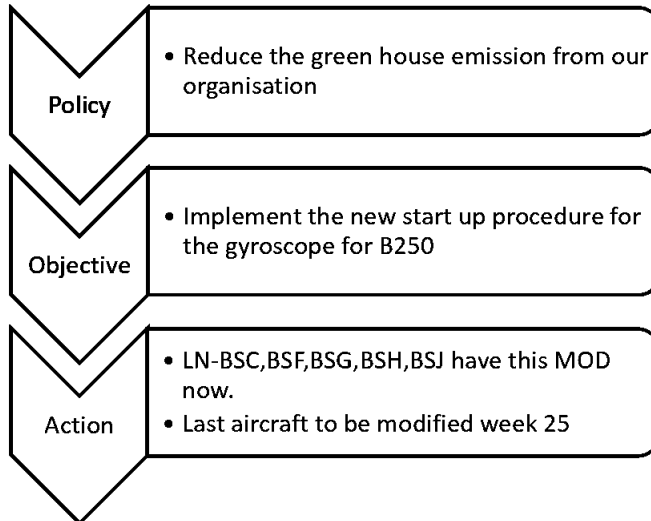 Policy
• Reduce the green house emission from our
organisation
Objective
• Implement the new start up procedure for
the gyroscope for B250
Action
• LN-BSC,BSF,BSG,BSH,BSJ have this MOD
now.
• Last aircraft to be modified week 25